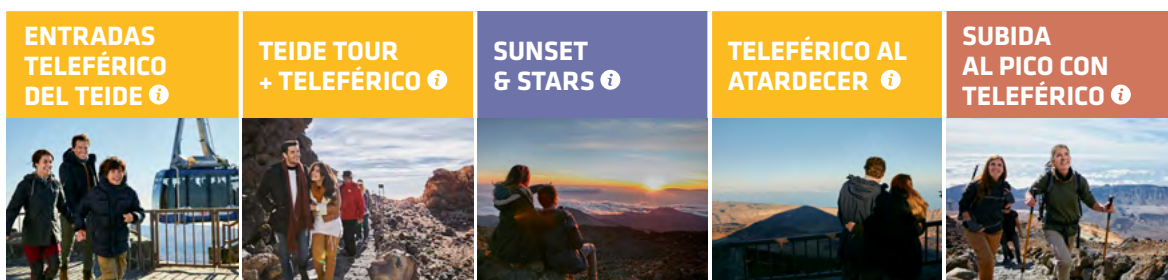 ENTRADAS
TELEFÉRICO
DEL TEIDE i
TEIDE TOUR
+ TELEFÉRICO i
SUNSET
& STARS i
TELEFÉRICO AL
ATARDECER i
SUBIDA
AL PICO CON
TELEFÉRICO i